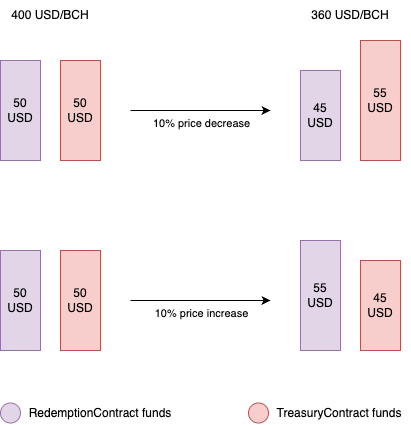 400 USD/BCH
360 USD/BCH
50
USD
50
USD
10% price decrease
45
USD
55
USD
50
USD
50
USD
10% price increase
55
USD
45
USD
RedemptionContract funds
TreasuryContract funds